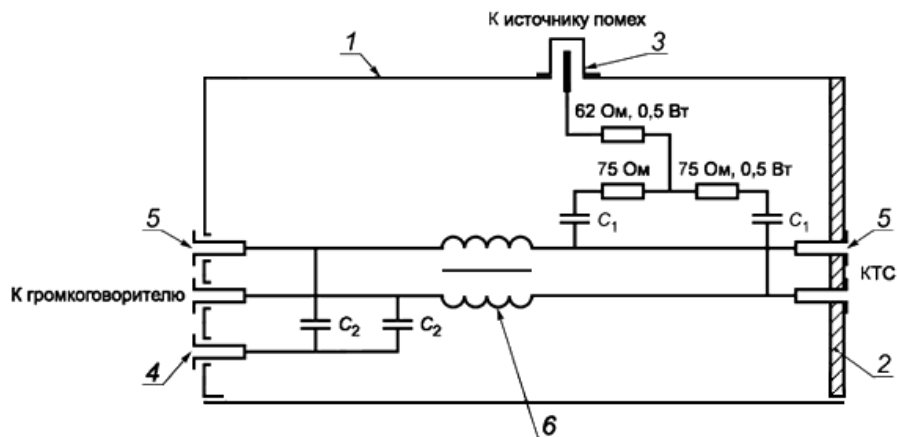 К источнику помех
1
3
62 Ом, 0,5 Вт
75 Ом
75 Ом, 0,5 Вт
C1
C1
5
5
К громкоговорителю
КТС
C2
C2
4
2
6